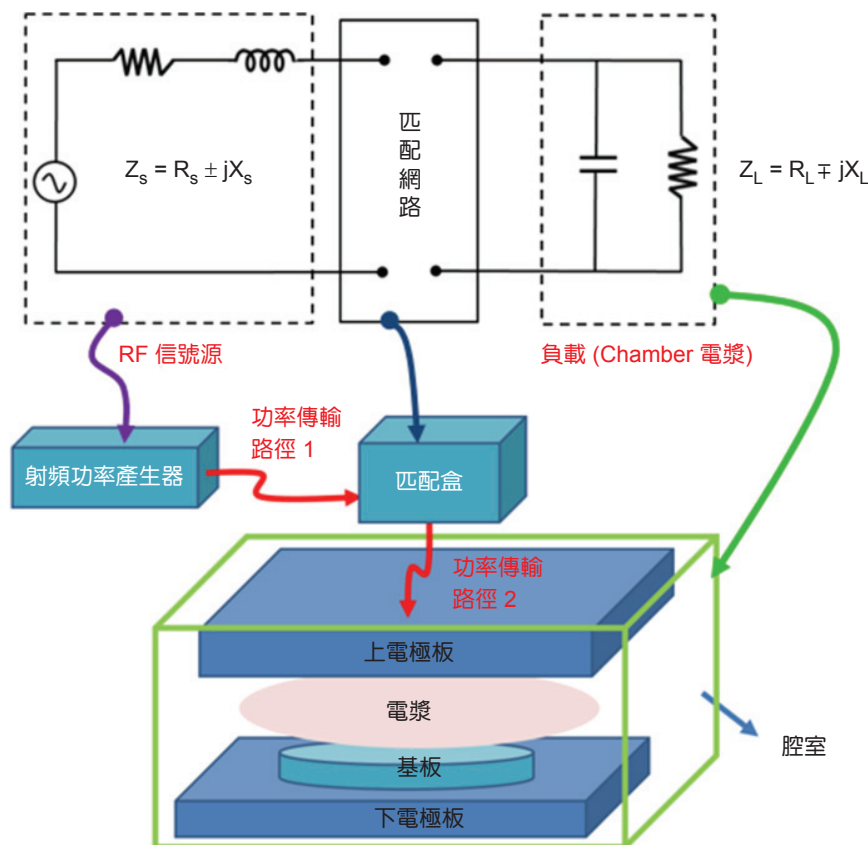 Z_s = R_s ± jX_s
匹
配
網
路
Z_L = R_L ∓ jX_L
RF 信號源
負載 (Chamber 電漿)
功率傳輸
路徑 1
射頻功率產生器
匹配盒
功率傳輸
路徑 2
上電極板
電漿
腔室
基板
下電極板